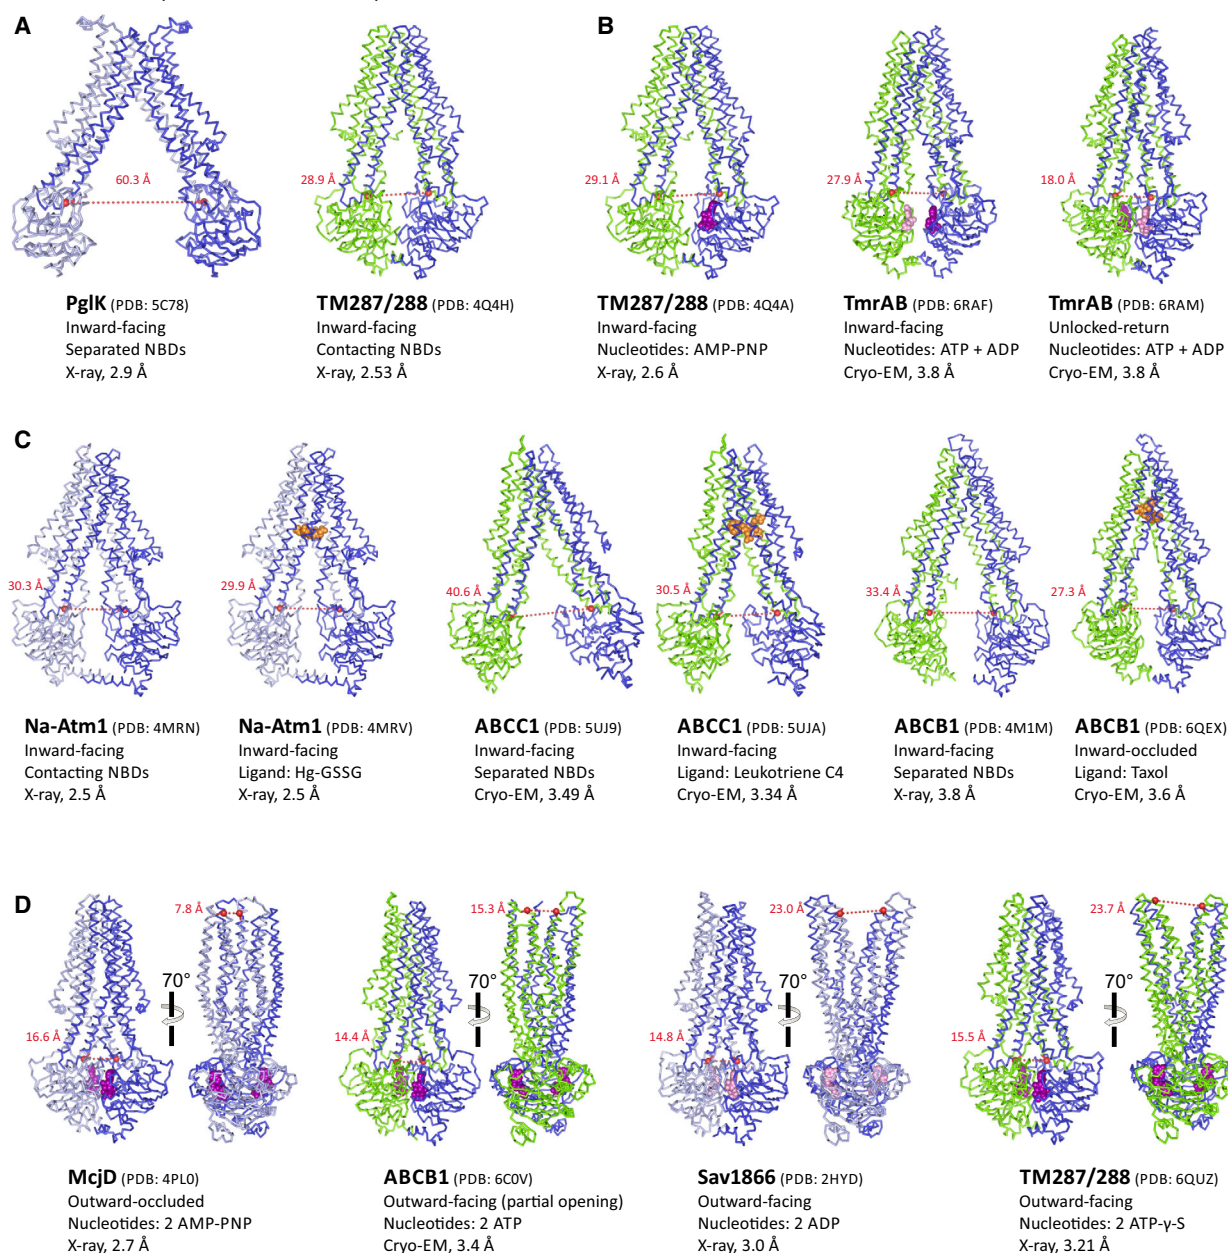 A
B
60.3 Å
28.9 Å
29.1 Å
27.9 Å
18.0 Å
PglK (PDB: 5C78)
Inward-facing
Separated NBDs
X-ray, 2.9 Å
TM287/288 (PDB: 4Q4H)
Inward-facing
Contacting NBDs
X-ray, 2.53 Å
TM287/288 (PDB: 4Q4A)
Inward-facing
Nucleotides: AMP-PNP
X-ray, 2.6 Å
TmrAB (PDB: 6RAF)
Inward-facing
Nucleotides: ATP + ADP
Cryo-EM, 3.8 Å
TmrAB (PDB: 6RAM)
Unlocked-return
Nucleotides: ATP + ADP
Cryo-EM, 3.8 Å
C
30.3 Å
29.9 Å
40.6 Å
30.5 Å
33.4 Å
27.3 Å
Na-Atm1 (PDB: 4MRN)
Inward-facing
Contacting NBDs
X-ray, 2.5 Å
Na-Atm1 (PDB: 4MRV)
Inward-facing
Ligand: Hg-GSSG
X-ray, 2.5 Å
ABCC1 (PDB: 5UJ9)
Inward-facing
Separated NBDs
Cryo-EM, 3.49 Å
ABCC1 (PDB: 5UJA)
Inward-facing
Ligand: Leukotriene C4
Cryo-EM, 3.34 Å
ABCB1 (PDB: 4M1M)
Inward-facing
Separated NBDs
X-ray, 3.8 Å
ABCB1 (PDB: 6QEX)
Inward-occluded
Ligand: Taxol
Cryo-EM, 3.6 Å
D
7.8 Å
70°
16.6 Å
15.3 Å
70°
14.4 Å
23.0 Å
70°
14.8 Å
23.7 Å
70°
15.5 Å
McjD (PDB: 4PL0)
Outward-occluded
Nucleotides: 2 AMP-PNP
X-ray, 2.7 Å
ABCB1 (PDB: 6C0V)
Outward-facing (partial opening)
Nucleotides: 2 ATP
Cryo-EM, 3.4 Å
Sav1866 (PDB: 2HYD)
Outward-facing
Nucleotides: 2 ADP
X-ray, 3.0 Å
TM287/288 (PDB: 6QUZ)
Outward-facing
Nucleotides: 2 ATP-γ-S
X-ray, 3.21 Å